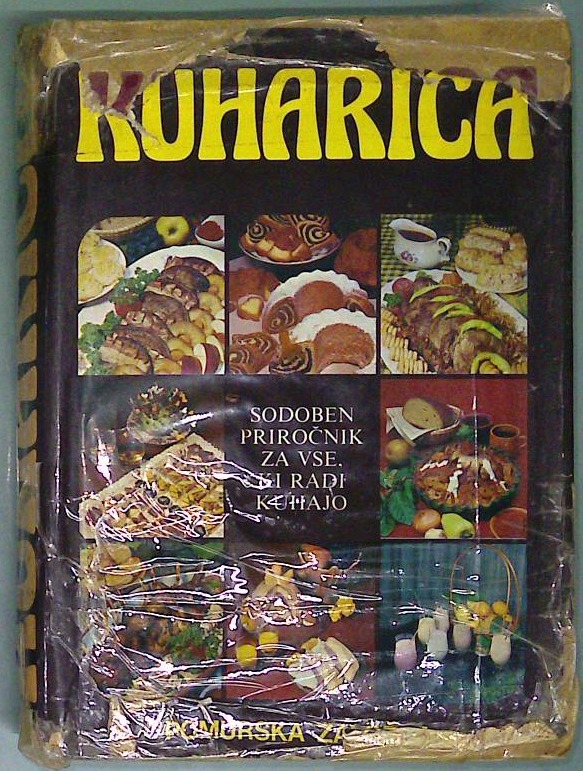 KUHARICA
SODOBEN
PRIROČNIK
ZA VSE,
KI RADI
KUHAJO
POMURSKA